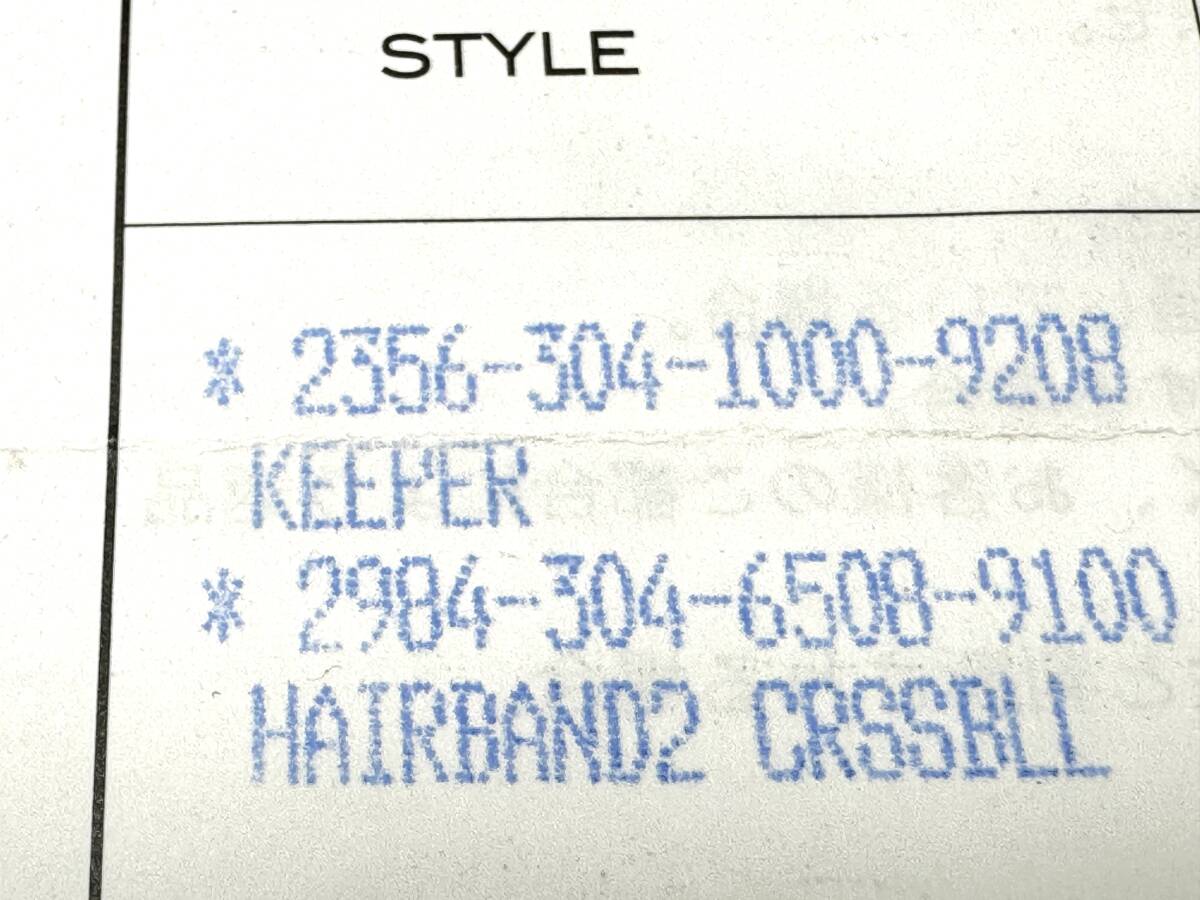 STYLE
* 2356-304-1000-9208
KEEPER
* 2984-304-6508-9100
HAIRBAND2 CRSSBLL